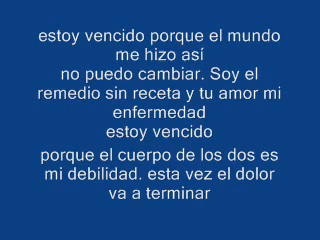 estoy vencido porque el mundo
me hizo así
no puedo cambiar. Soy el
remedio sin receta y tu amor mi
enfermedad
estoy vencido
porque el cuerpo de los dos es
mi debilidad. esta vez el dolor
va a terminar